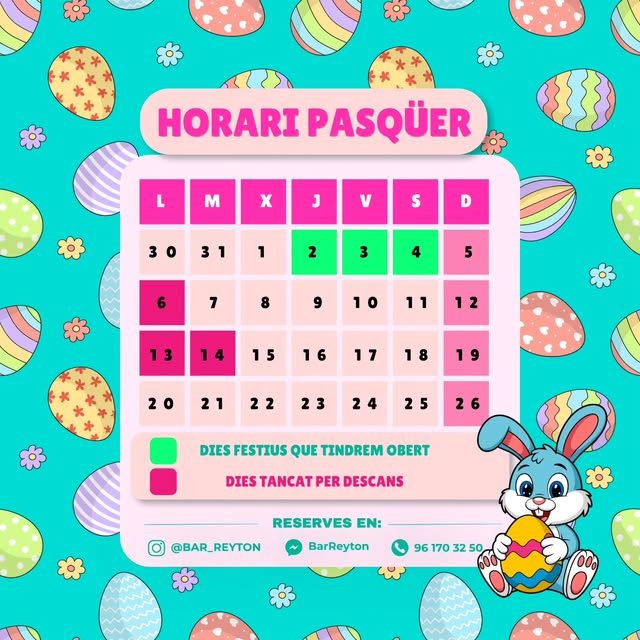 HORARI PASQÜER
L M X J V S D
30 31 1 2 3 4 5
6 7 8 9 10 11 12
13 14 15 16 17 18 19
20 21 22 23 24 25 26
DIES FESTIUS QUE TINDREM OBERT
DIES TANCAT PER DESCANS
RESERVES EN:
@BAR_REYTON BarReyton 96 170 32 50